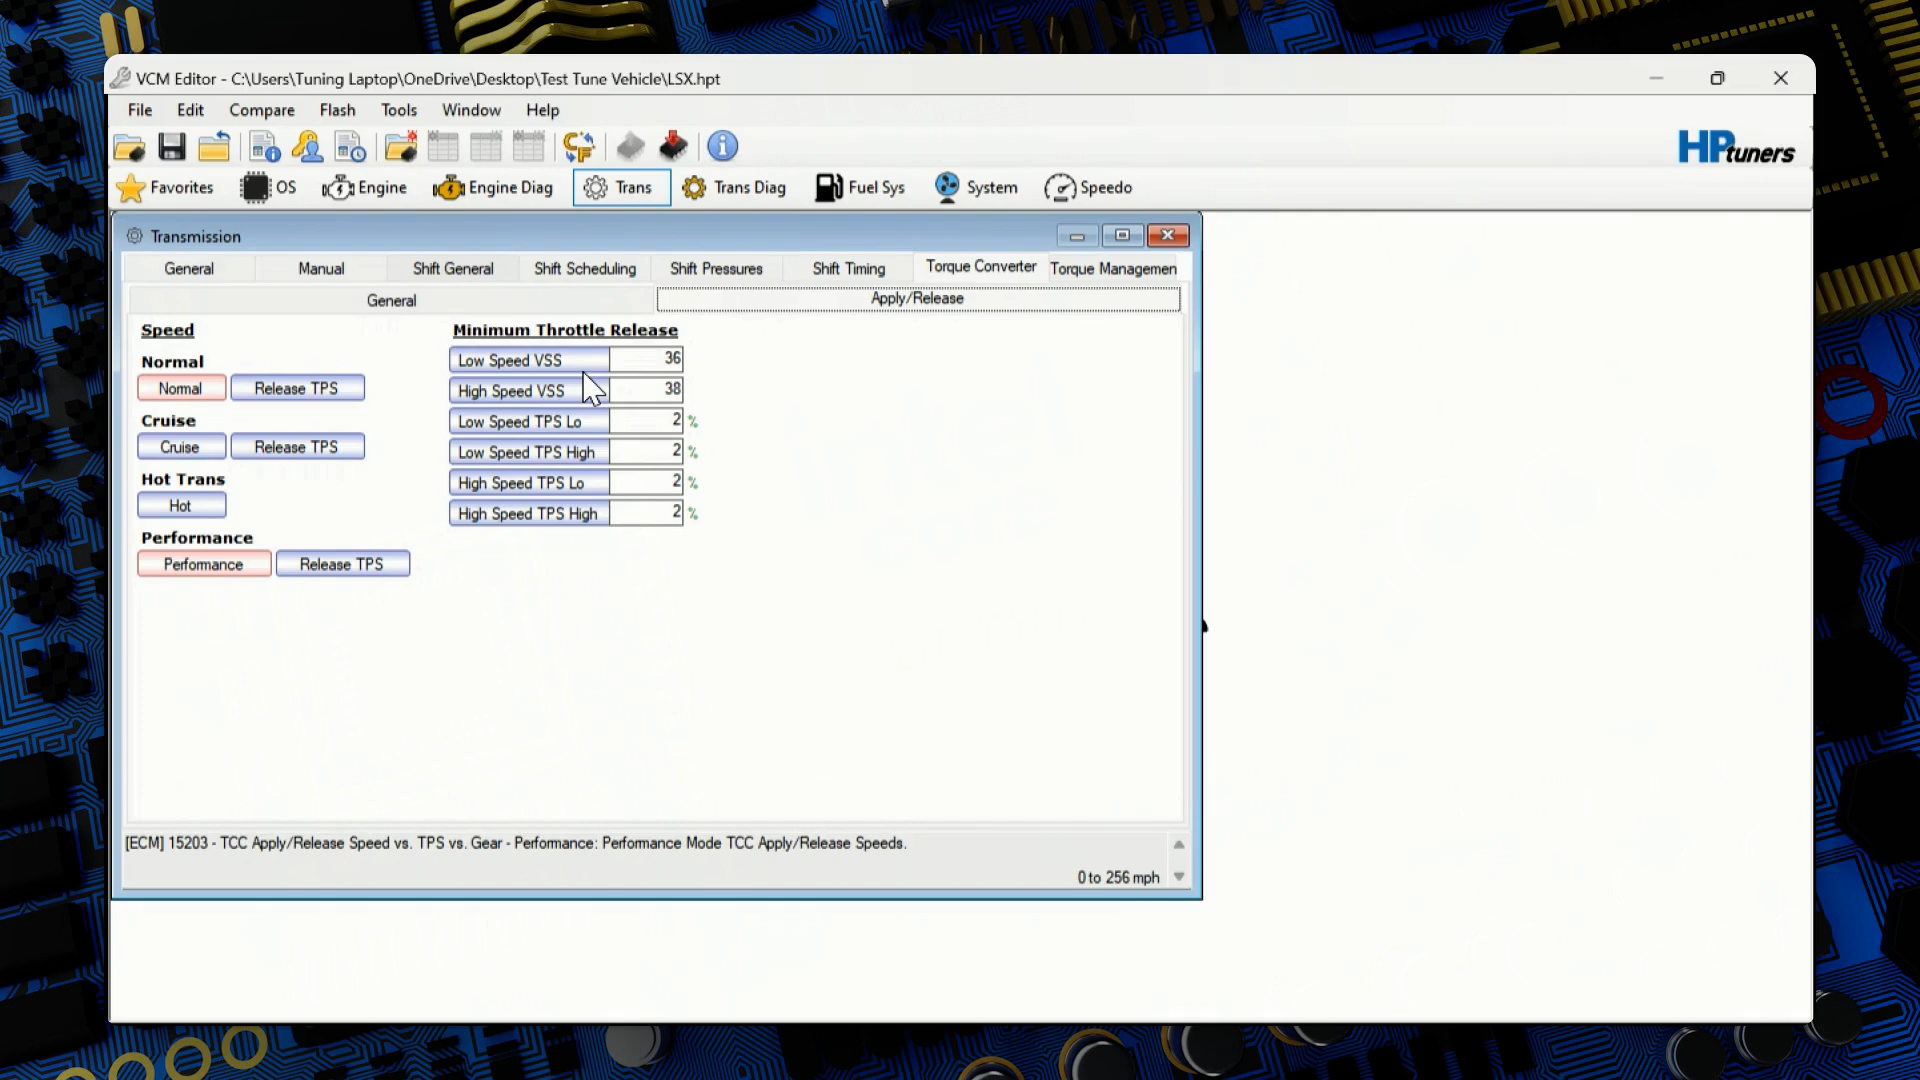 VCM Editor - C:\Users\Tuning Laptop\OneDrive\Desktop\Test Tune Vehicle\LSX.hpt
File Edit Compare Flash Tools Window Help
HPtuners
Favorites OS Engine Engine Diag Trans Trans Diag Fuel Sys System Speedo
Transmission
General Manual Shift General Shift Scheduling Shift Pressures Shift Timing Torque Converter Torque Managemen
General Apply/Release
Speed Minimum Throttle Release
Normal Low Speed VSS 36
Normal Release TPS High Speed VSS 38
Cruise Low Speed TPS Lo 2 %
Cruise Release TPS Low Speed TPS High 2 %
Hot Trans High Speed TPS Lo 2 %
Hot High Speed TPS High 2 %
Performance
Performance Release TPS
[ECM] 15203 - TCC Apply/Release Speed vs. TPS vs. Gear - Performance: Performance Mode TCC Apply/Release Speeds.
0 to 256 mph